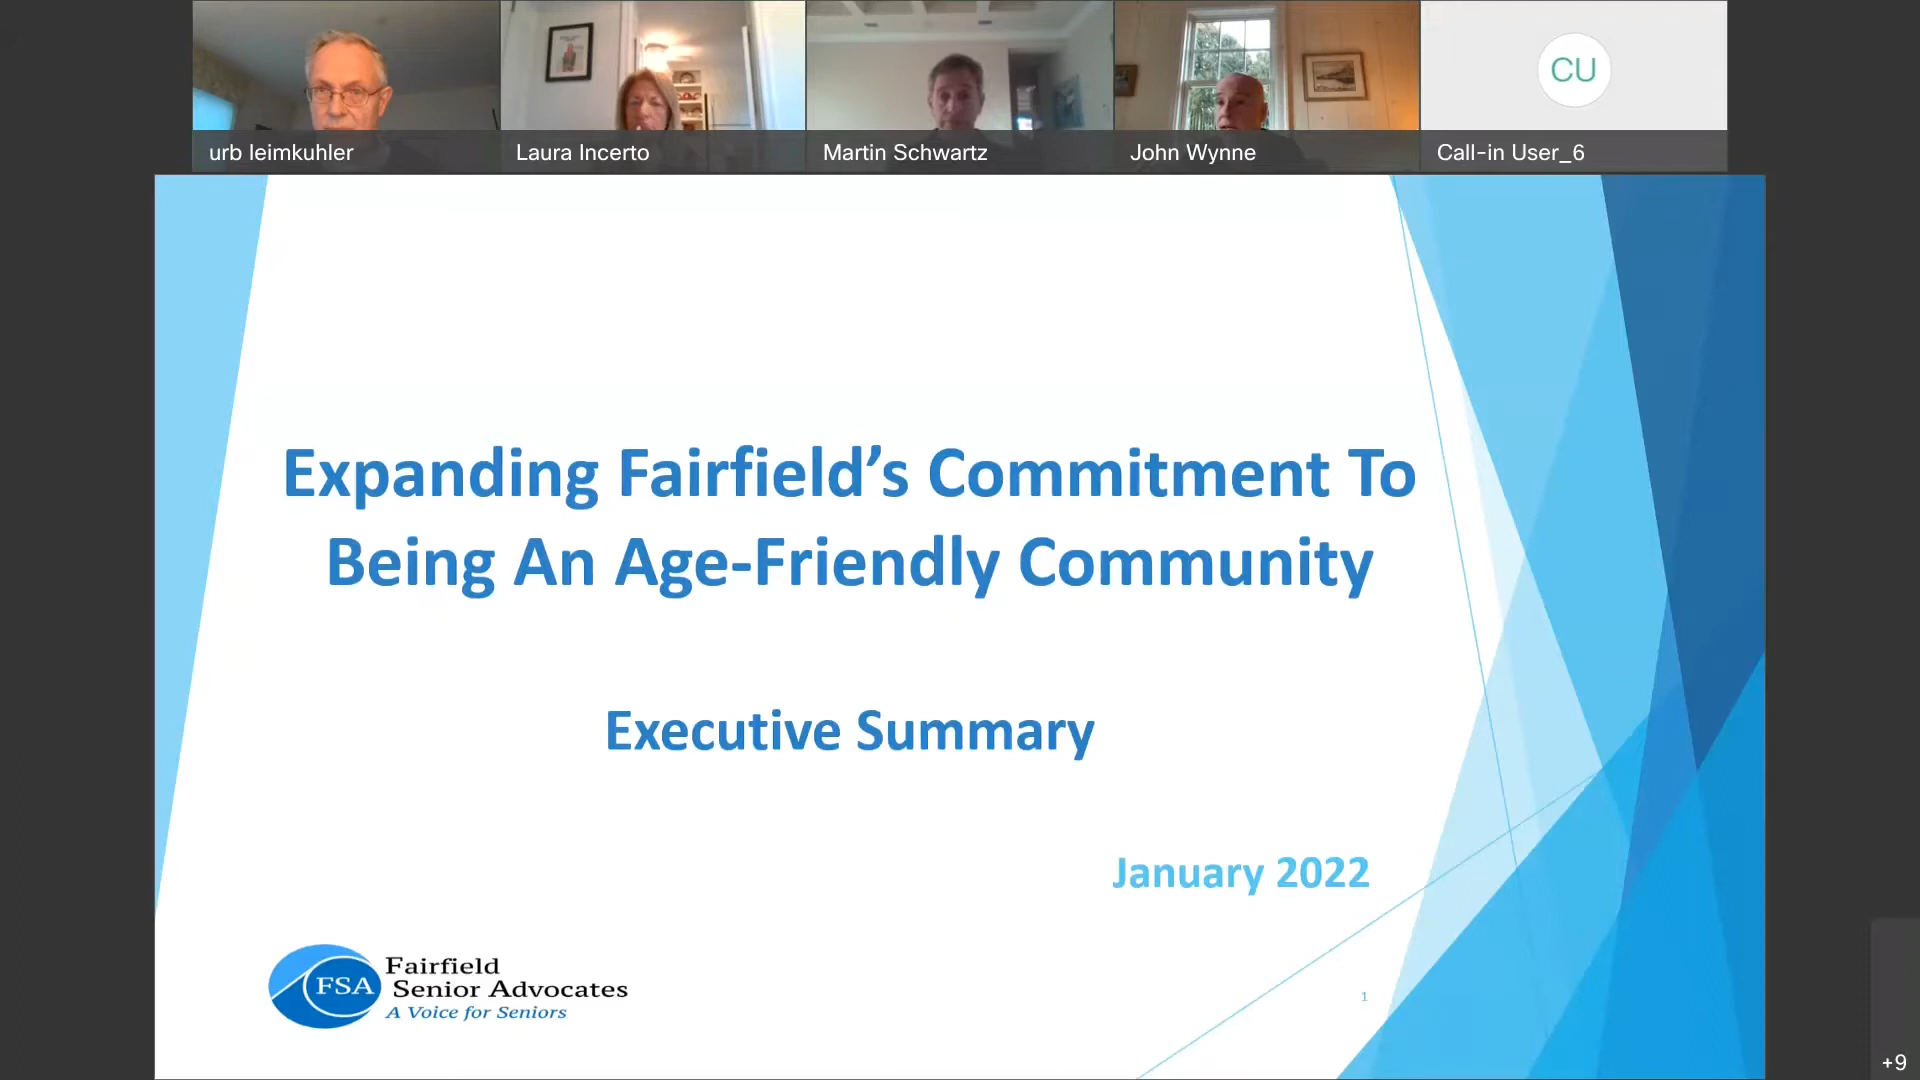 urb leimkuhler
Laura Incerto
Martin Schwartz
John Wynne
CU
Call-in User_6
Expanding Fairfield’s Commitment To
Being An Age-Friendly Community
Executive Summary
January 2022
FSA
Fairfield
Senior Advocates
A Voice for Seniors
1
+9